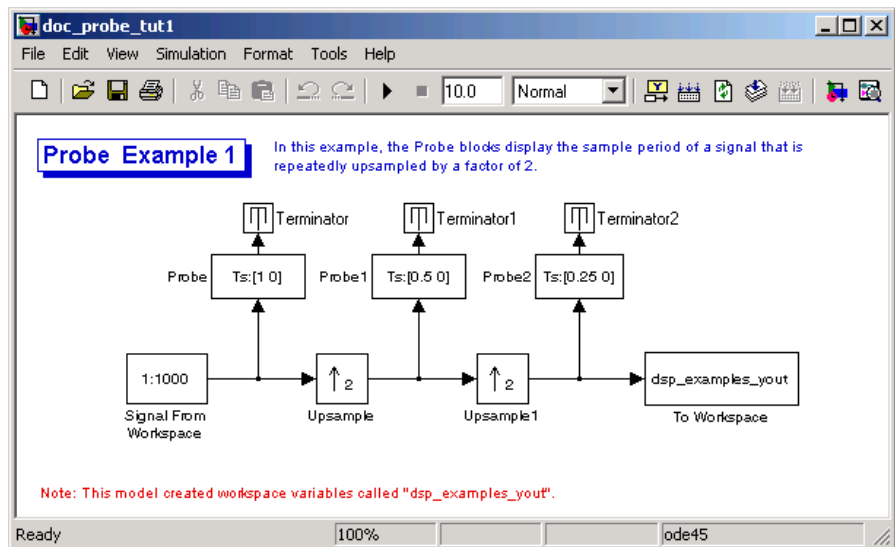 doc_probe_tut1
File Edit View Simulation Format Tools Help
10.0 Normal
Probe Example 1
In this example, the Probe blocks display the sample period of a signal that is
repeatedly upsampled by a factor of 2.
Terminator Terminator1 Terminator2
Probe Ts:[1 0] Probe1 Ts:[0.5 0] Probe2 Ts:[0.25 0]
1:1000 ↑2 ↑2 dsp_examples_yout
Signal From
Workspace
Upsample Upsample1 To Workspace
Note: This model created workspace variables called "dsp_examples_yout".
Ready 100% ode45